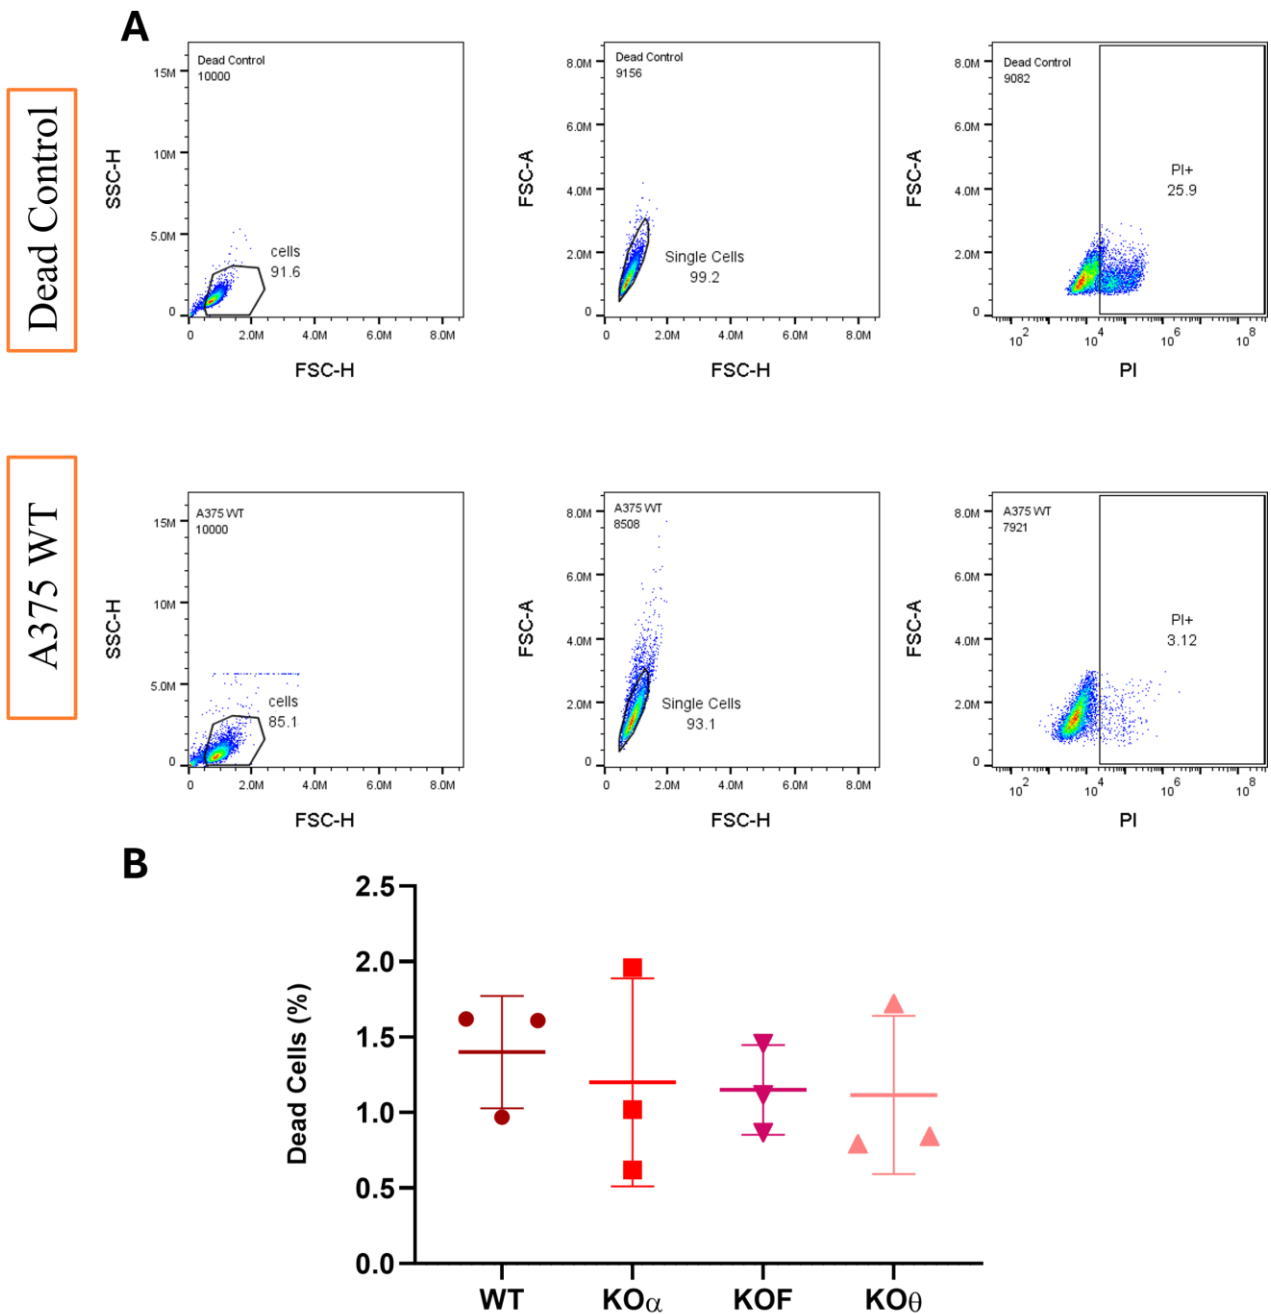 A
Dead Control
Dead Control
10000
15M
10M
5.0M
0
SSC-H
cells
91.6
0
2.0M
4.0M
6.0M
8.0M
FSC-H
Dead Control
9156
8.0M
6.0M
4.0M
2.0M
0
FSC-A
Single Cells
99.2
0
2.0M
4.0M
6.0M
8.0M
FSC-H
Dead Control
9082
8.0M
6.0M
4.0M
2.0M
0
FSC-A
PI+
25.9
10^2
10^4
10^6
10^8
PI
A375 WT
A375 WT
10000
15M
10M
5.0M
0
SSC-H
cells
85.1
0
2.0M
4.0M
6.0M
8.0M
FSC-H
A375 WT
8508
8.0M
6.0M
4.0M
2.0M
0
FSC-A
Single Cells
93.1
0
2.0M
4.0M
6.0M
8.0M
FSC-H
A375 WT
7921
8.0M
6.0M
4.0M
2.0M
0
FSC-A
PI+
3.12
10^2
10^4
10^6
10^8
PI
B
2.5
2.0
1.5
1.0
0.5
0.0
Dead Cells (%)
WT
KOα
KOF
KOθ